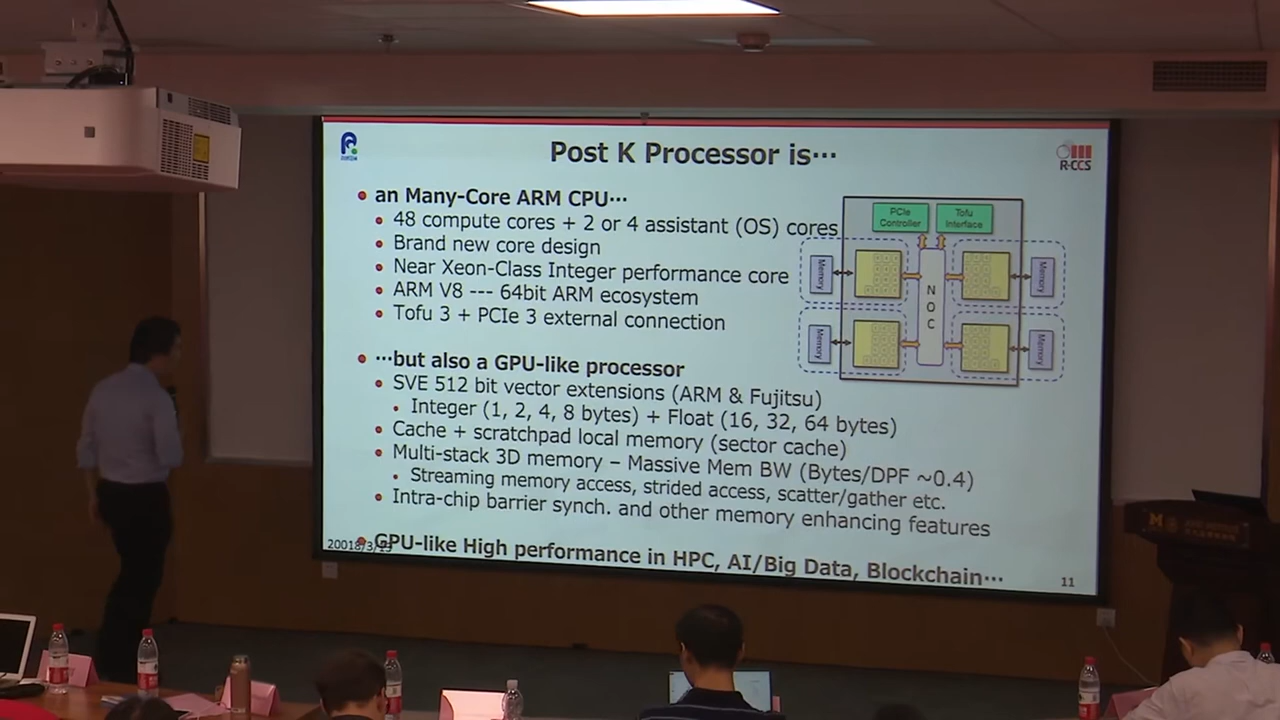 Post K Processor is…
R-CCS
an Many-Core ARM CPU…
48 compute cores + 2 or 4 assistant (OS) cores
Brand new core design
Near Xeon-Class Integer performance core
ARM V8 --- 64bit ARM ecosystem
Tofu 3 + PCIe 3 external connection
…but also a GPU-like processor
SVE 512 bit vector extensions (ARM & Fujitsu)
Integer (1, 2, 4, 8 bytes) + Float (16, 32, 64 bytes)
Cache + scratchpad local memory (sector cache)
Multi-stack 3D memory – Massive Mem BW (Bytes/DPF ~0.4)
Streaming memory access, strided access, scatter/gather etc.
Intra-chip barrier synch. and other memory enhancing features
GPU-like High performance in HPC, AI/Big Data, Blockchain…
11
PCIe Controller
Tofu Interface
Memory
Memory
NOC
Memory
Memory